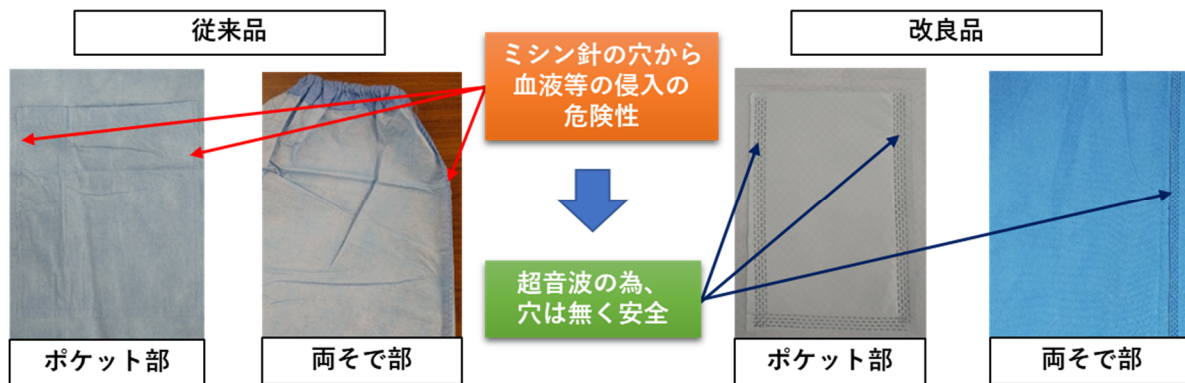 従来品
ミシン針の穴から
血液等の侵入の
危険性
改良品
超音波の為、
穴は無く安全
ポケット部
両そで部
ポケット部
両そで部